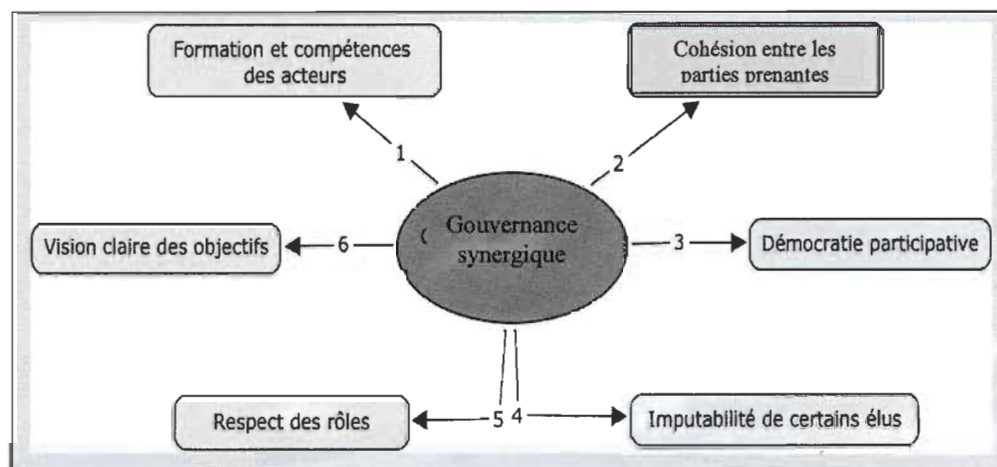 Formation et compétences
des acteurs
Cohésion entre les
parties prenantes
1
2
Gouvernance
synergique
Vision claire des objectifs
6
3
Démocratie participative
5
4
Respect des rôles
Imputabilité de certains élus